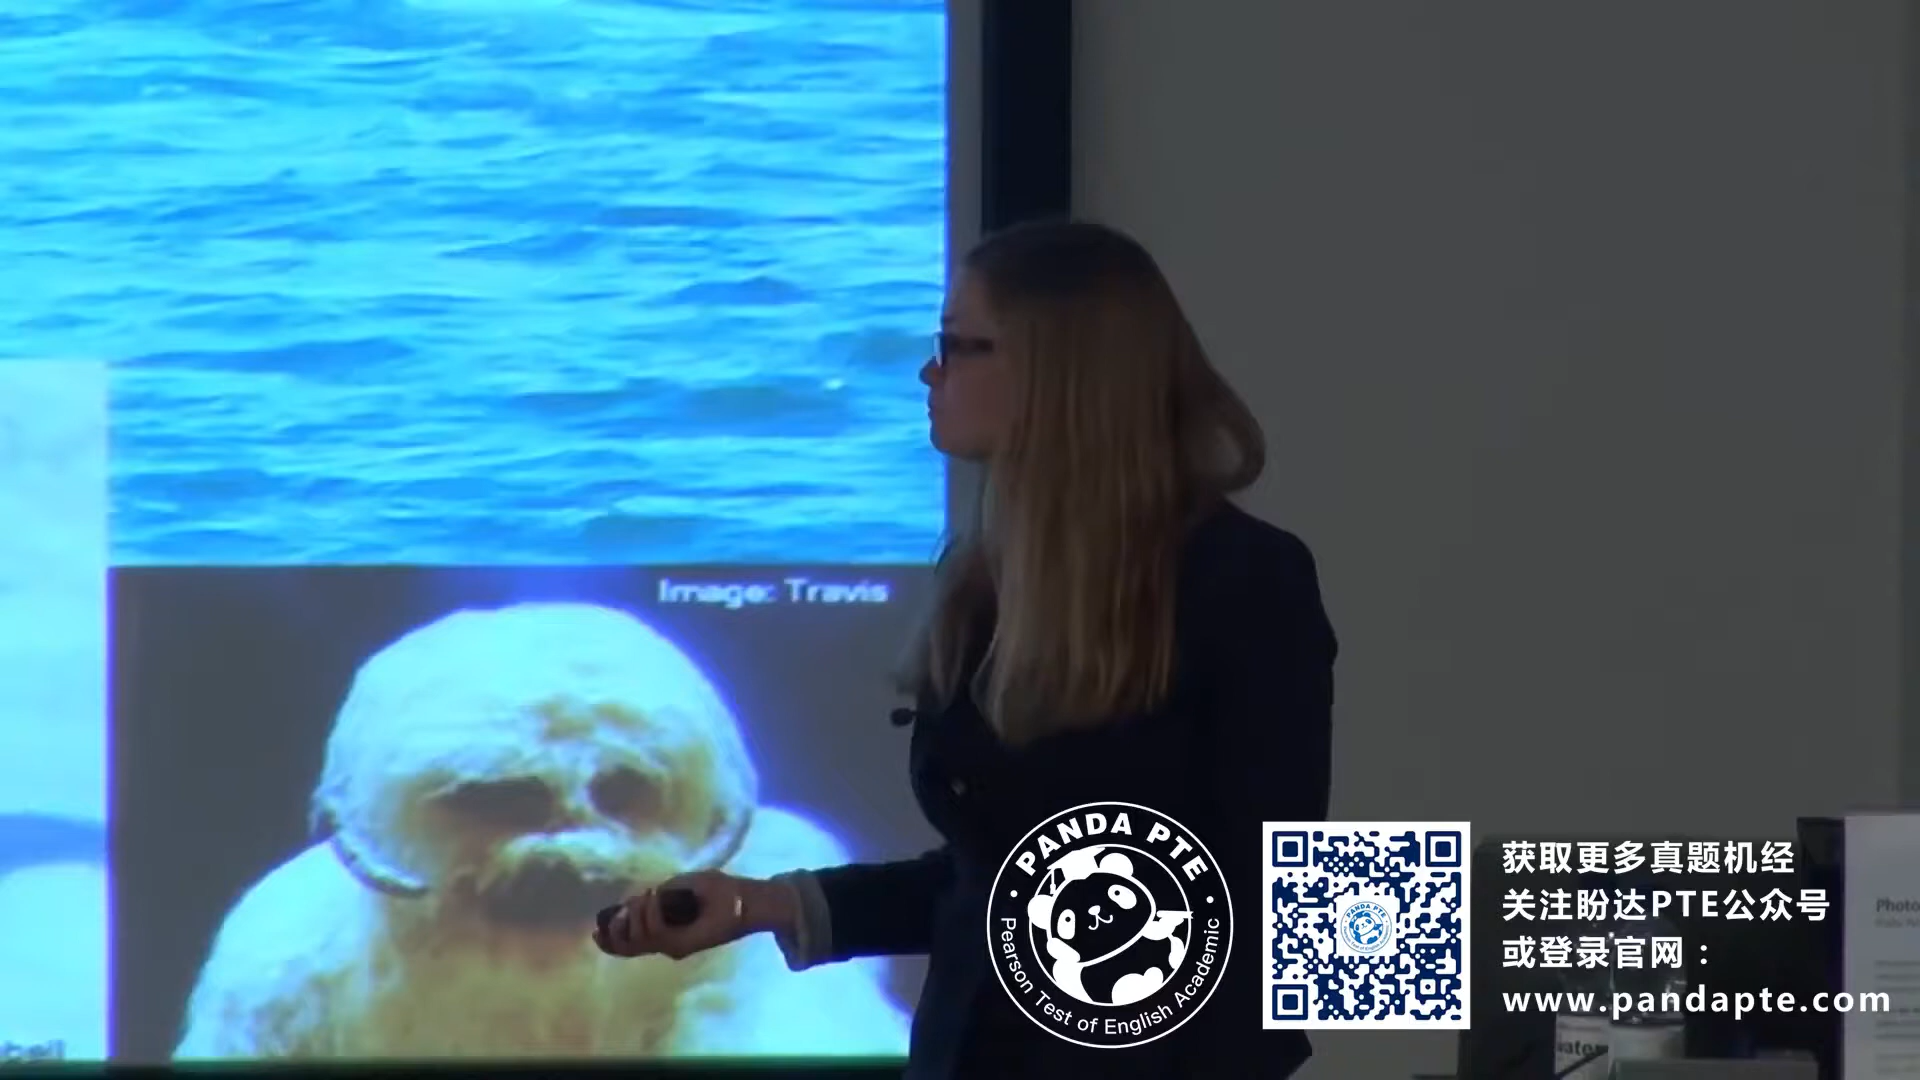 Image: Travis
PANDA PTE
Pearson Test of English Academic
获取更多真题机经
关注盼达PTE公众号
或登录官网：
www.pandapte.com
Photo